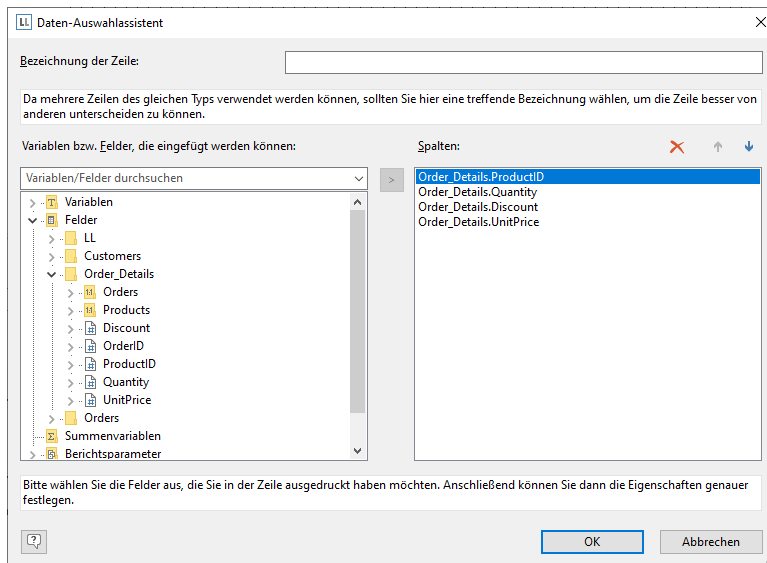 LL Daten-Auswahlassistent
Bezeichnung der Zeile:
Da mehrere Zeilen des gleichen Typs verwendet werden können, sollten Sie hier eine treffende Bezeichnung wählen, um die Zeile besser von
anderen unterscheiden zu können.
Variablen bzw. Felder, die eingefügt werden können:
Variablen/Felder durchsuchen
>
Variablen
Felder
LL
Customers
Order_Details
1:1 Orders
1:1 Products
Discount
OrderID
ProductID
Quantity
UnitPrice
Orders
Summenvariablen
Berichtsparameter
Spalten:
Order_Details.ProductID
Order_Details.Quantity
Order_Details.Discount
Order_Details.UnitPrice
Bitte wählen Sie die Felder aus, die Sie in der Zeile ausgedruckt haben möchten. Anschließend können Sie dann die Eigenschaften genauer
festlegen.
OK
Abbrechen